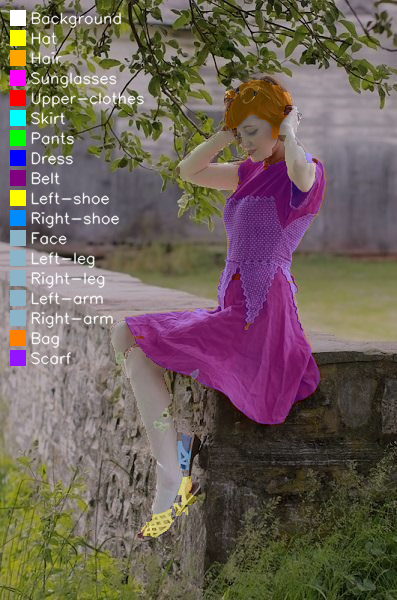 Background
Hat
Hair
Sunglasses
Upper-clothes
Skirt
Pants
Dress
Belt
Left-shoe
Right-shoe
Face
Left-leg
Right-leg
Left-arm
Right-arm
Bag
Scarf